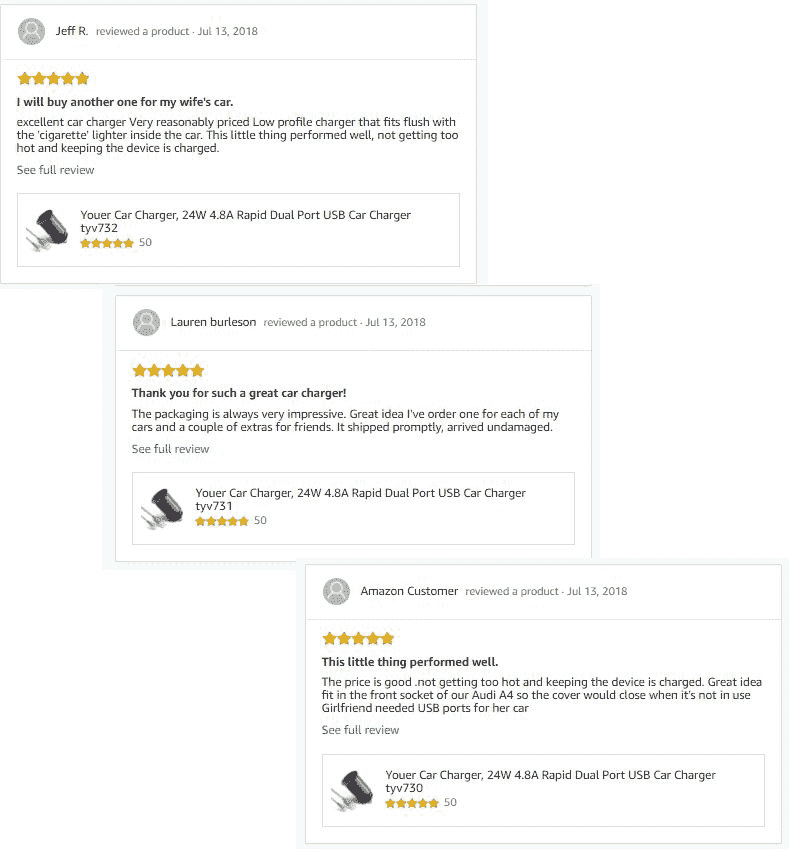 Jeff R. reviewed a product · Jul 13, 2018
I will buy another one for my wife's car.
excellent car charger Very reasonably priced Low profile charger that fits flush with
the 'cigarette' lighter inside the car. This little thing performed well, not getting too
hot and keeping the device is charged.
See full review
Youer Car Charger, 24W 4.8A Rapid Dual Port USB Car Charger
tyv732
50
Lauren burleson reviewed a product · Jul 13, 2018
Thank you for such a great car charger!
The packaging is always very impressive. Great idea I've order one for each of my
cars and a couple of extras for friends. It shipped promptly, arrived undamaged.
See full review
Youer Car Charger, 24W 4.8A Rapid Dual Port USB Car Charger
tyv731
50
Amazon Customer reviewed a product · Jul 13, 2018
This little thing performed well.
The price is good .not getting too hot and keeping the device is charged. Great idea
fit in the front socket of our Audi A4 so the cover would close when it's not in use
Girlfriend needed USB ports for her car
See full review
Youer Car Charger, 24W 4.8A Rapid Dual Port USB Car Charger
tyv730
50